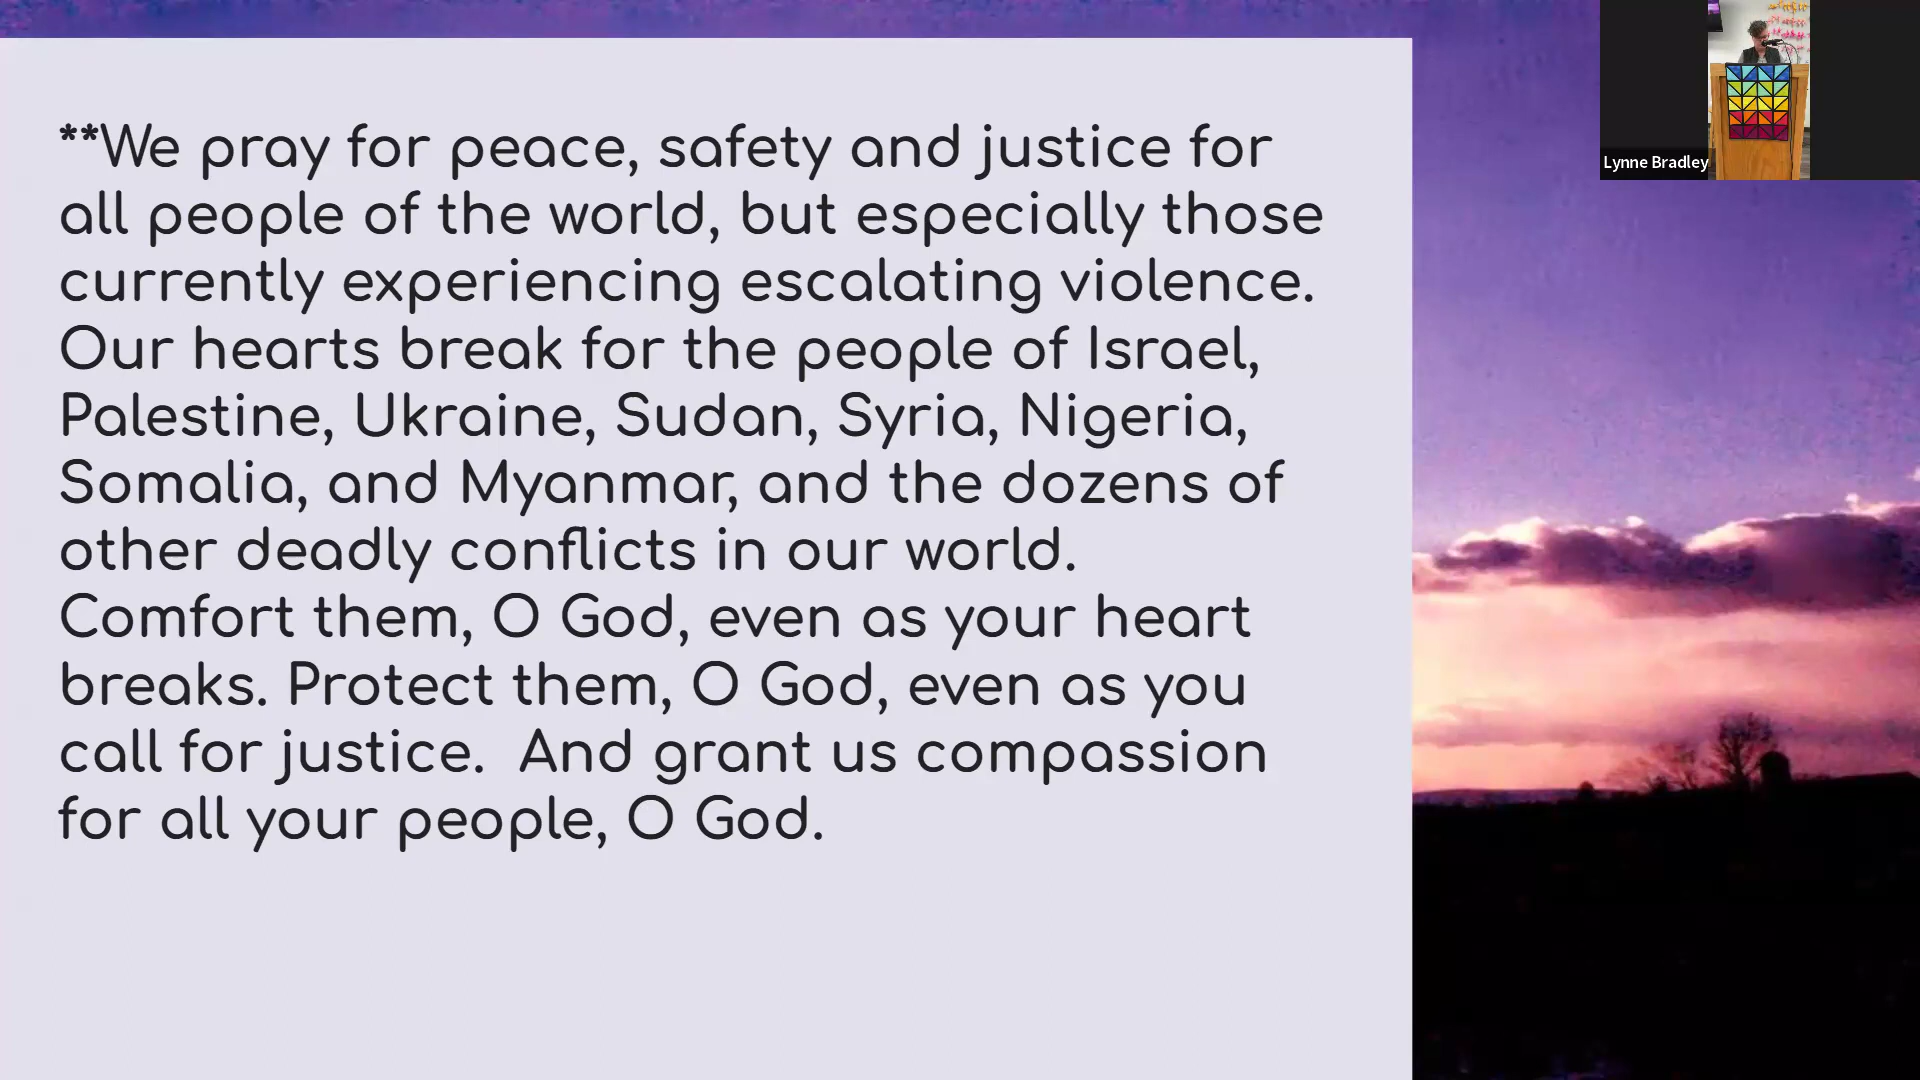 **We pray for peace, safety and justice for
all people of the world, but especially those
currently experiencing escalating violence.
Our hearts break for the people of Israel,
Palestine, Ukraine, Sudan, Syria, Nigeria,
Somalia, and Myanmar, and the dozens of
other deadly conflicts in our world.
Comfort them, O God, even as your heart
breaks. Protect them, O God, even as you
call for justice.  And grant us compassion
for all your people, O God.
Lynne Bradley